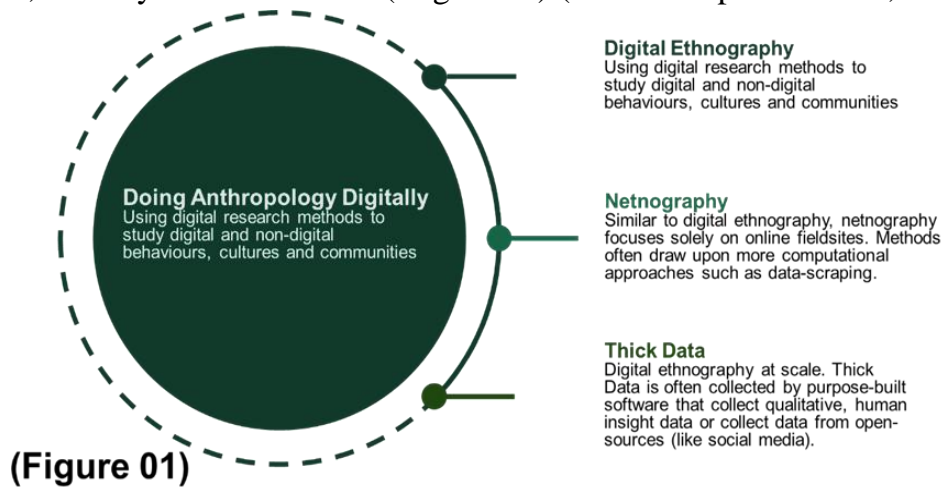 Digital Ethnography
Using digital research methods to
study digital and non-digital
behaviours, cultures and communities
Doing Anthropology Digitally
Using digital research methods to
study digital and non-digital
behaviours, cultures and communities
Netnography
Similar to digital ethnography, netnography
focuses solely on online fieldsites. Methods
often draw upon more computational
approaches such as data-scraping.
Thick Data
Digital ethnography at scale. Thick
Data is often collected by purpose-built
software that collect qualitative, human
insight data or collect data from open-
sources (like social media).
(Figure 01)